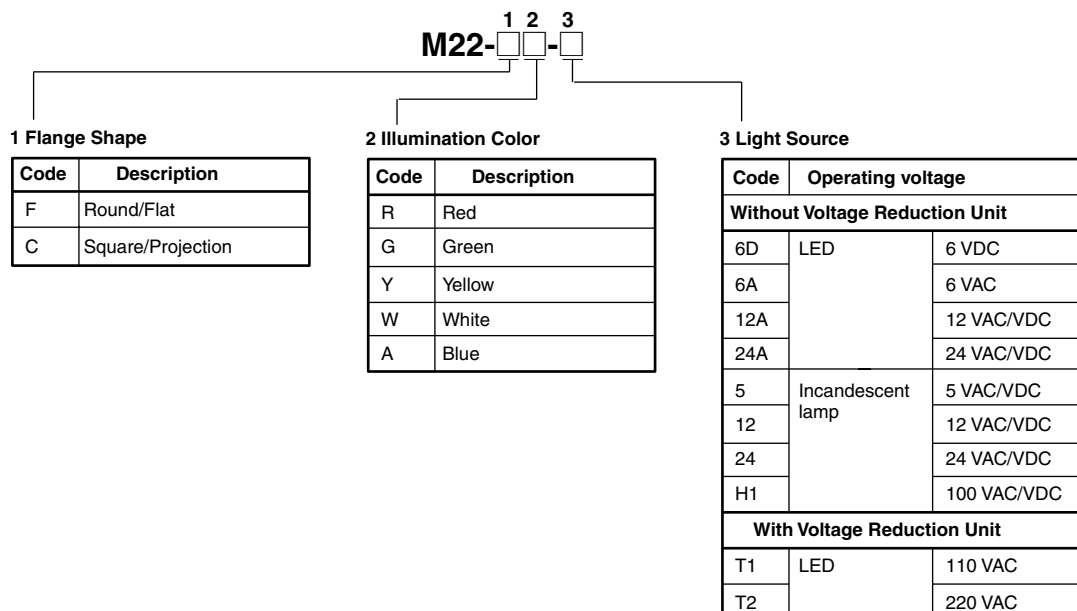 1 2 3
M22-□□-□
1 Flange Shape
Code Description
F Round/Flat
C Square/Projection
2 Illumination Color
Code Description
R Red
G Green
Y Yellow
W White
A Blue
3 Light Source
Code Operating voltage
Without Voltage Reduction Unit
6D LED 6 VDC
6A 6 VAC
12A 12 VAC/VDC
24A 24 VAC/VDC
5 Incandescent lamp 5 VAC/VDC
12 12 VAC/VDC
24 24 VAC/VDC
H1 100 VAC/VDC
With Voltage Reduction Unit
T1 LED 110 VAC
T2 220 VAC